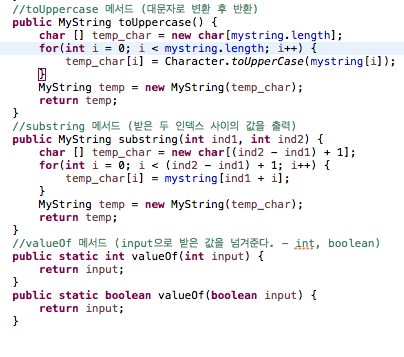 //toUppercase 메서드 (대문자로 변환 후 반환)
public MyString toUppercase() {
    char [] temp_char = new char[mystring.length];
    for(int i = 0; i < mystring.length; i++) {
        temp_char[i] = Character.toUpperCase(mystring[i]);
    }
    MyString temp = new MyString(temp_char);
    return temp;
}
//substring 메서드 (받은 두 인덱스 사이의 값을 출력)
public MyString substring(int ind1, int ind2) {
    char [] temp_char = new char[(ind2 - ind1) + 1];
    for(int i = 0; i < (ind2 - ind1) + 1; i++) {
        temp_char[i] = mystring[ind1 + i];
    }
    MyString temp = new MyString(temp_char);
    return temp;
}
//valueOf 메서드 (input으로 받은 값을 넘겨준다. - int, boolean)
public static int valueOf(int input) {
    return input;
}
public static boolean valueOf(boolean input) {
    return input;
}